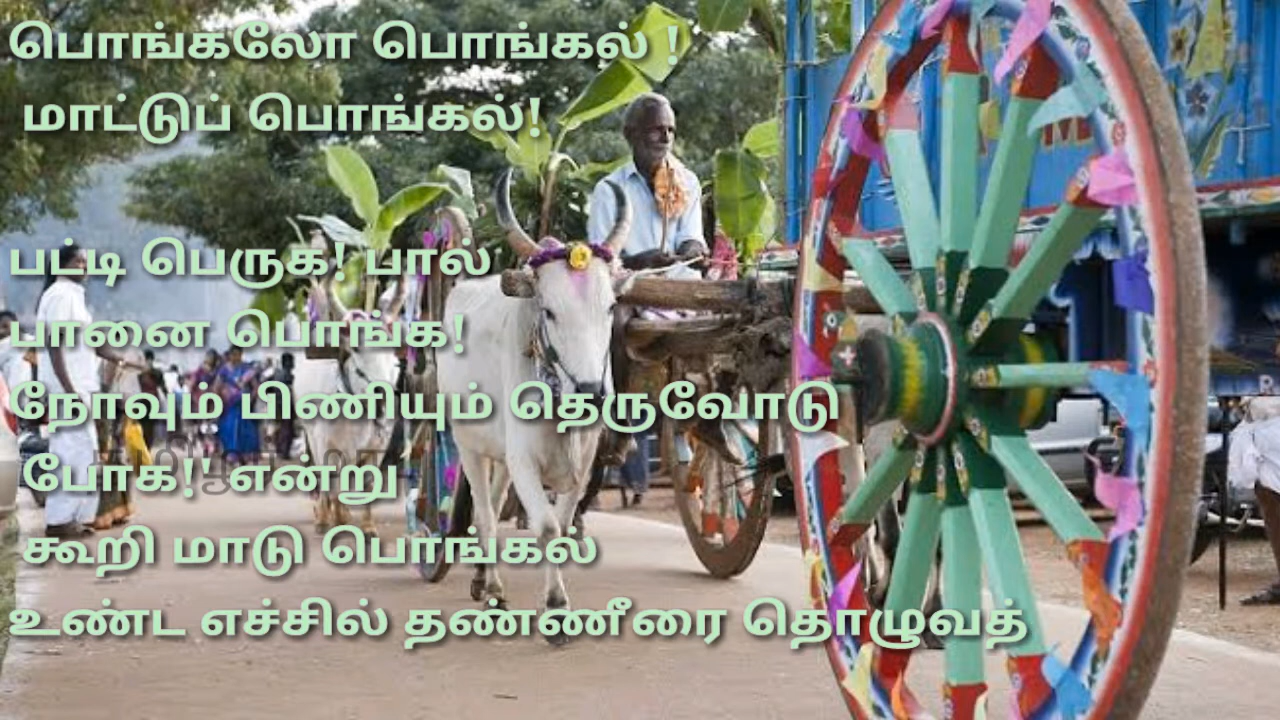 பொங்கலோ பொங்கல் !
மாட்டுப் பொங்கல்!
பட்டி பெருக! பால்
பானை பொங்க!
நோவும் பிணியும் தெருவோடு
போக!' என்று
கூறி மாடு பொங்கல்
உண்ட எச்சில் தண்ணீரை தொழுவத்